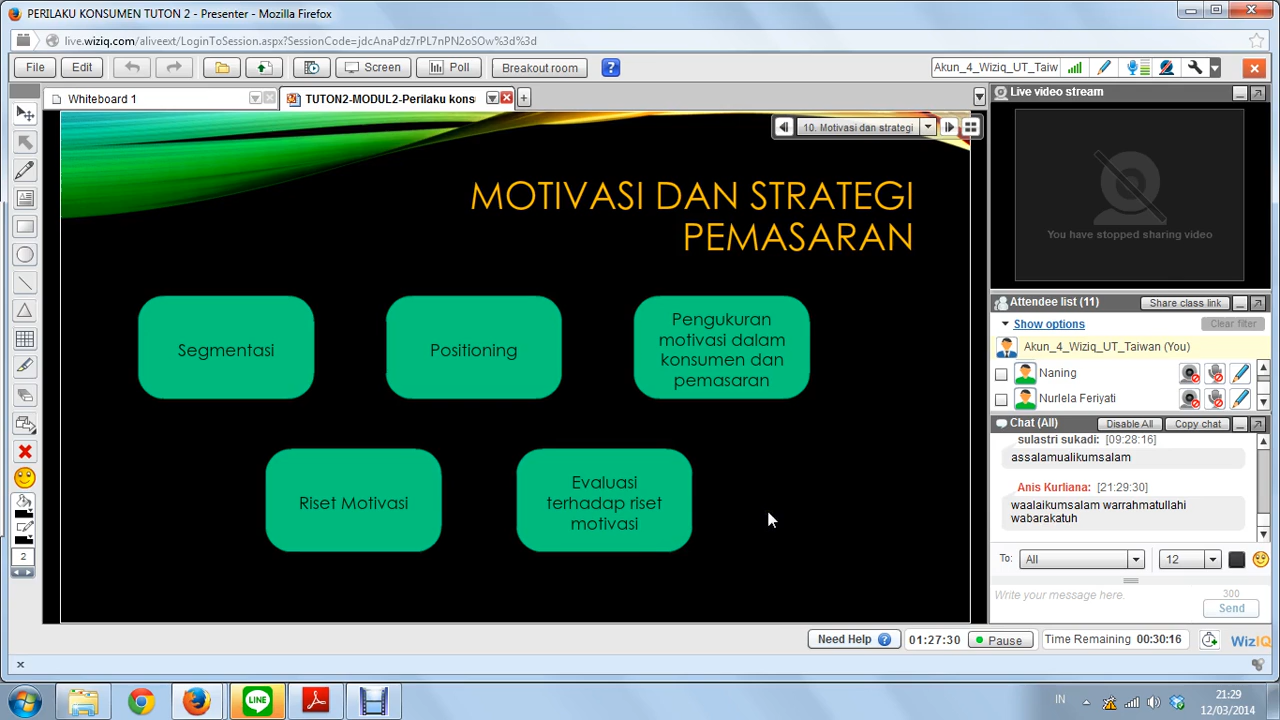 PERILAKU KONSUMEN TUTON 2 - Presenter - Mozilla Firefox
live.wiziq.com/aliveext/LoginToSession.aspx?SessionCode=jdcAnaPdz7rPL7nPN2oSOw%3d%3d
File Edit Screen Poll Breakout room ? Akun_4_Wiziq_UT_Taiw
Whiteboard 1 TUTON2-MODUL2-Perilaku kons
10. Motivasi dan strategi
MOTIVASI DAN STRATEGI
PEMASARAN
Segmentasi
Positioning
Pengukuran
motivasi dalam
konsumen dan
pemasaran
Riset Motivasi
Evaluasi
terhadap riset
motivasi
2
Live video stream
You have stopped sharing video
Attendee list (11) Share class link
Show options Clear filter
Akun_4_Wiziq_UT_Taiwan (You)
Naning
Nurlela Feriyati
Chat (All) Disable All Copy chat
sulastri sukadi: [09:28:16]
assalamualikumsalam
Anis Kurliana: [21:29:30]
waalaikumsalam warrahmatullahi
wabarakatuh
To: All 12
Write your message here. 300
Send
Need Help ? 01:27:30 Pause Time Remaining 00:30:16 WizIQ
LINE IN 21:29
12/03/2014